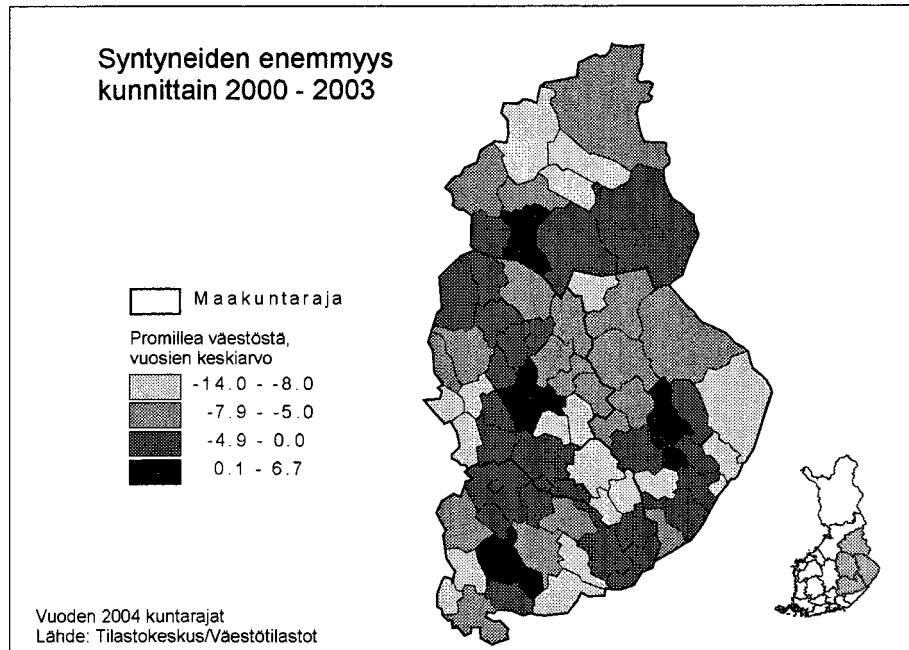 Syntyneiden enemmyys
kunnittain 2000 - 2003
Maakuntaraja
Promillea väestöstä,
vuosien keskiarvo
-14.0 - -8.0
-7.9 - -5.0
-4.9 - 0.0
0.1 - 6.7
Vuoden 2004 kuntarajat
Lähde: Tilastokeskus/Väestötilastot